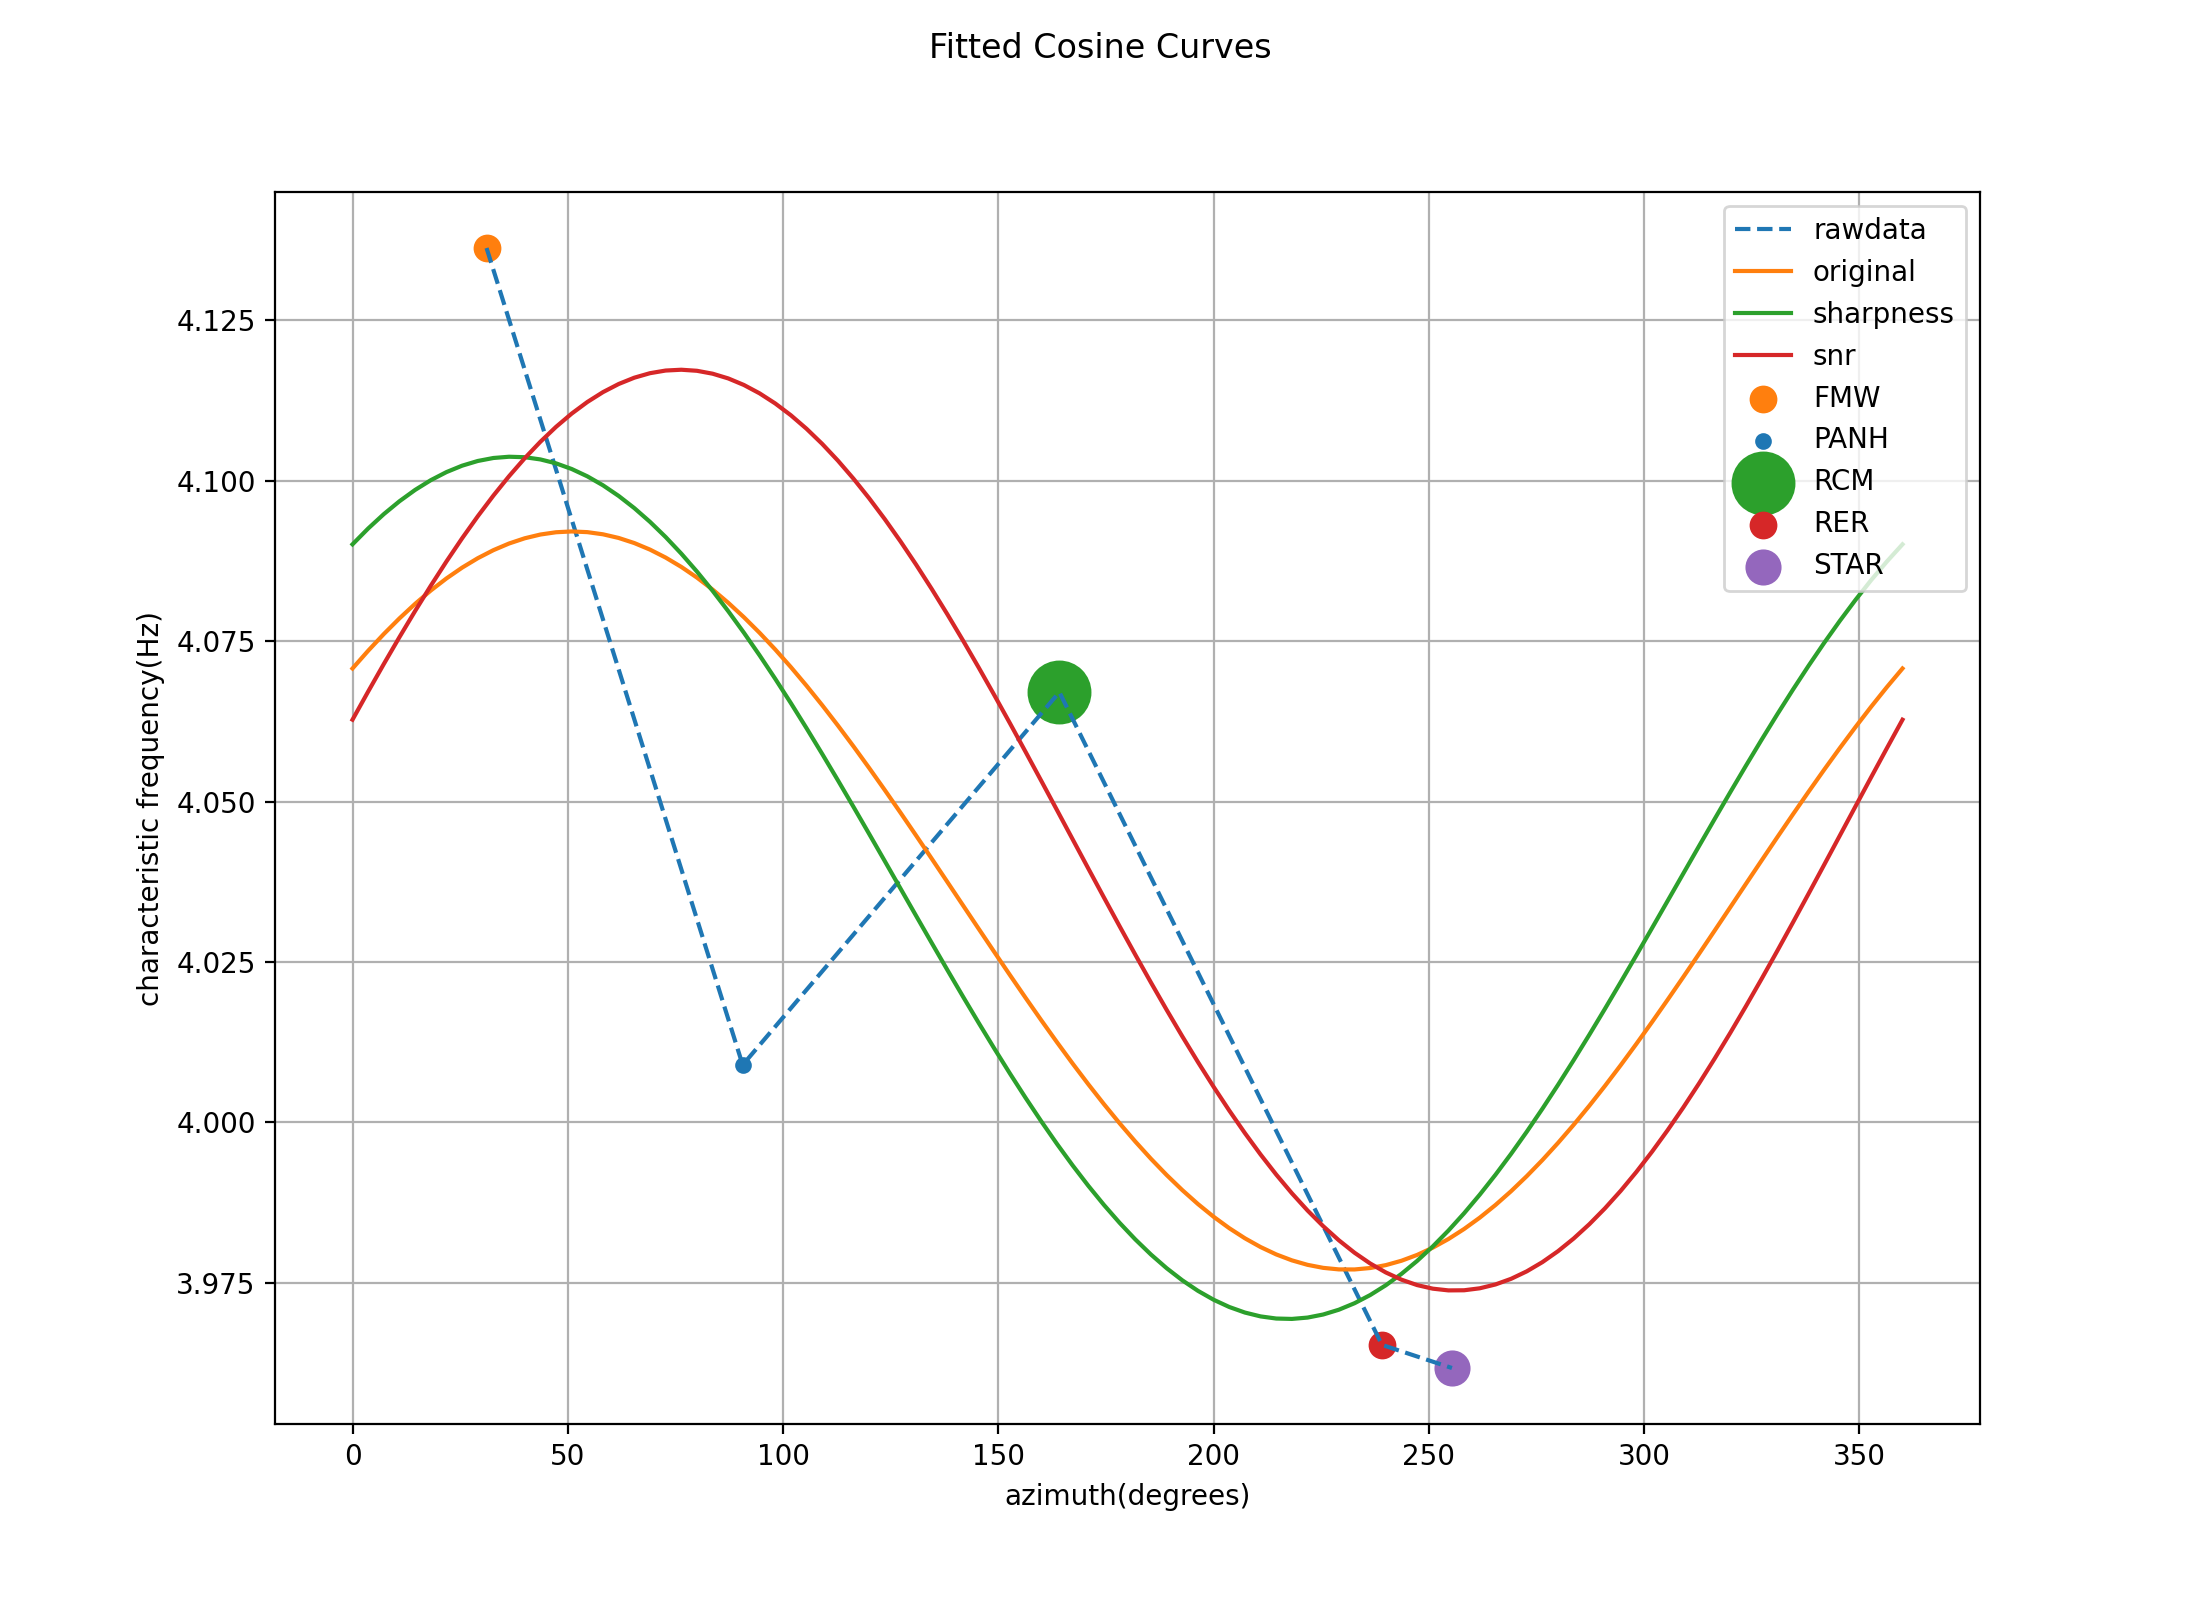 Fitted Cosine Curves
rawdata
original
sharpness
snr
FMW
PANH
RCM
RER
STAR
characteristic frequency(Hz)
4.125
4.100
4.075
4.050
4.025
4.000
3.975
0 50 100 150 200 250 300 350
azimuth(degrees)